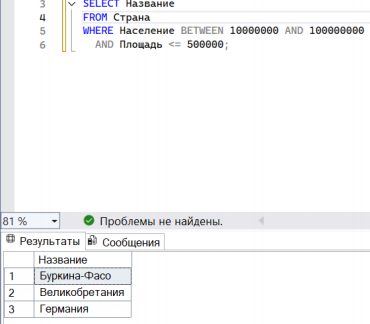 3 SELECT Название
4 FROM Страна
5 WHERE Население BETWEEN 10000000 AND 100000000
6 AND Площадь <= 500000;
81 % Проблемы не найдены.
Результаты Сообщения
Название
1 Буркина-Фасо
2 Великобретания
3 Германия